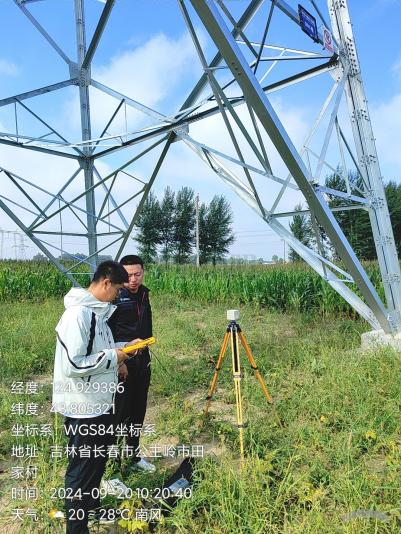 经度：124.929386
纬度：43.805321
坐标系：WGS84坐标系
地址：吉林省长春市公主岭市田
家村
时间：2024-09-20 10:20:40
天气：20～28℃ 南风